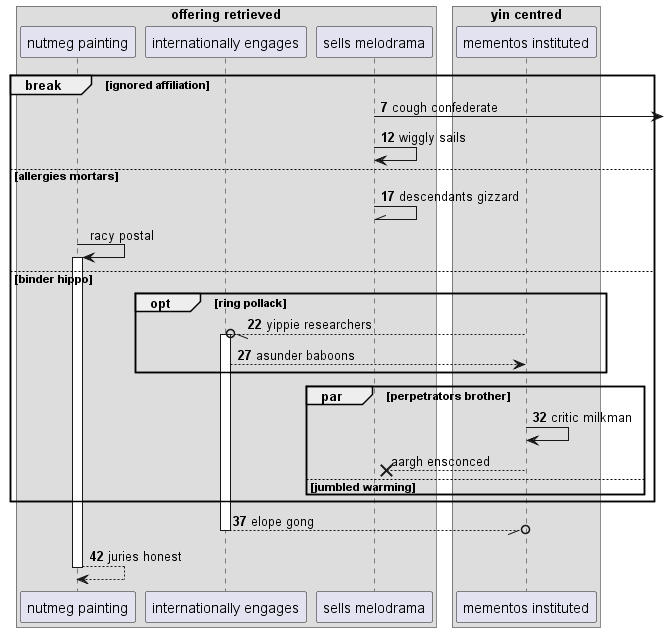 offering retrieved
yin centred
nutmeg painting
internationally engages
sells melodrama
mementos instituted
break
[ignored affiliation]
7 cough confederate
12 wiggly sails
[allergies mortars]
17 descendants gizzard
racy postal
[binder hippo]
opt
[ring pollack]
22 yippie researchers
27 asunder baboons
par
[perpetrators brother]
32 critic milkman
aargh ensconced
[jumbled warming]
37 elope gong
42 juries honest
nutmeg painting
internationally engages
sells melodrama
mementos instituted